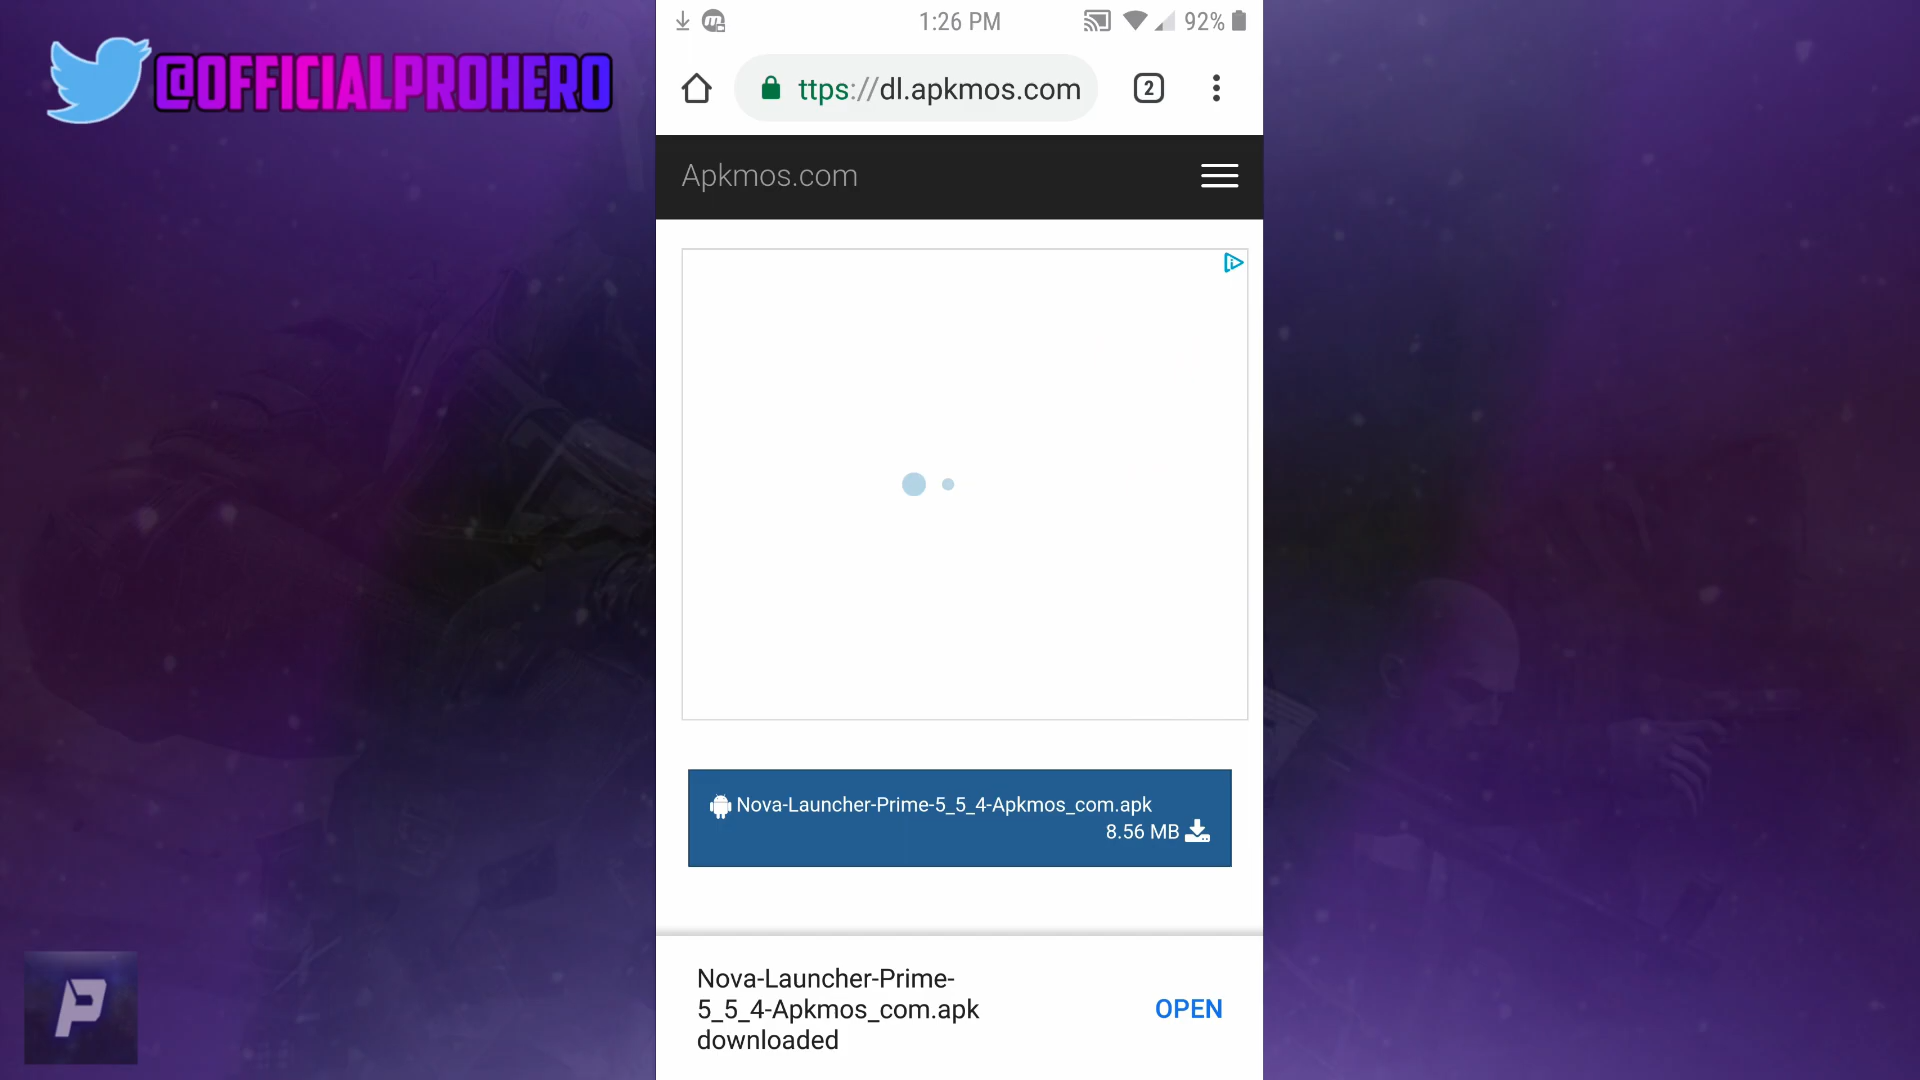 @OFFICIALPROHERO
1:26 PM
92%
ttps://dl.apkmos.com
2
Apkmos.com
Nova-Launcher-Prime-5_5_4-Apkmos_com.apk
8.56 MB
Nova-Launcher-Prime-
5_5_4-Apkmos_com.apk
downloaded
OPEN
P